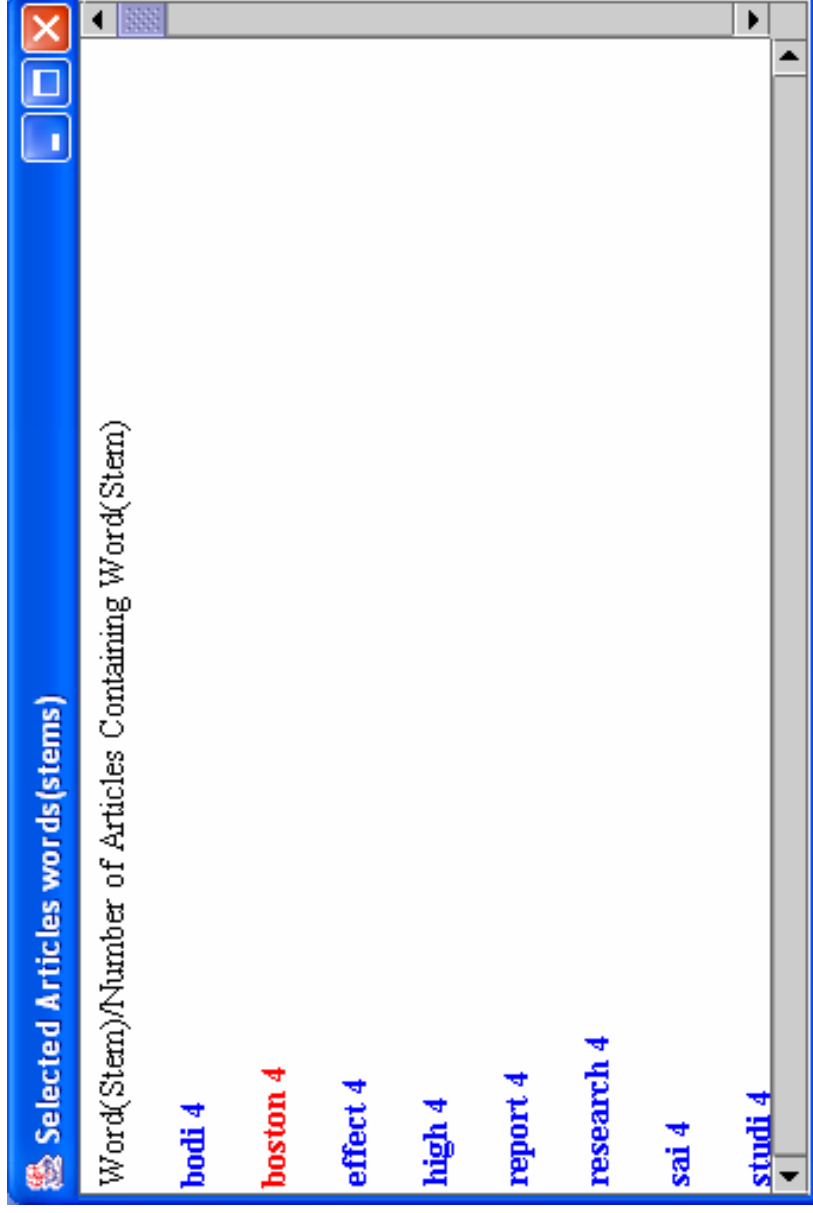 Selected Articles words(stems)
Word(Stem)/Number of Articles Containing Word(Stem)
bodi 4
boston 4
effect 4
high 4
report 4
research 4
sai 4
studi 4